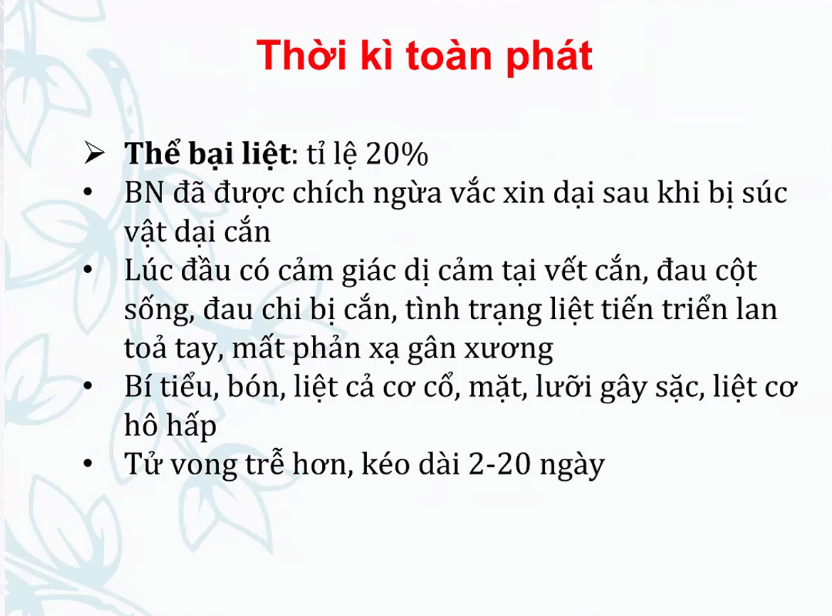 Thời kì toàn phát
➢ Thể bại liệt: tỉ lệ 20%
• BN đã được chích ngừa vắc xin dại sau khi bị súc
vật dại cắn
• Lúc đầu có cảm giác dị cảm tại vết cắn, đau cột
sống, đau chi bị cắn, tình trạng liệt tiến triển lan
toả tay, mất phản xạ gân xương
• Bí tiểu, bón, liệt cả cơ cổ, mặt, lưỡi gây sặc, liệt cơ
hô hấp
• Tử vong trễ hơn, kéo dài 2-20 ngày